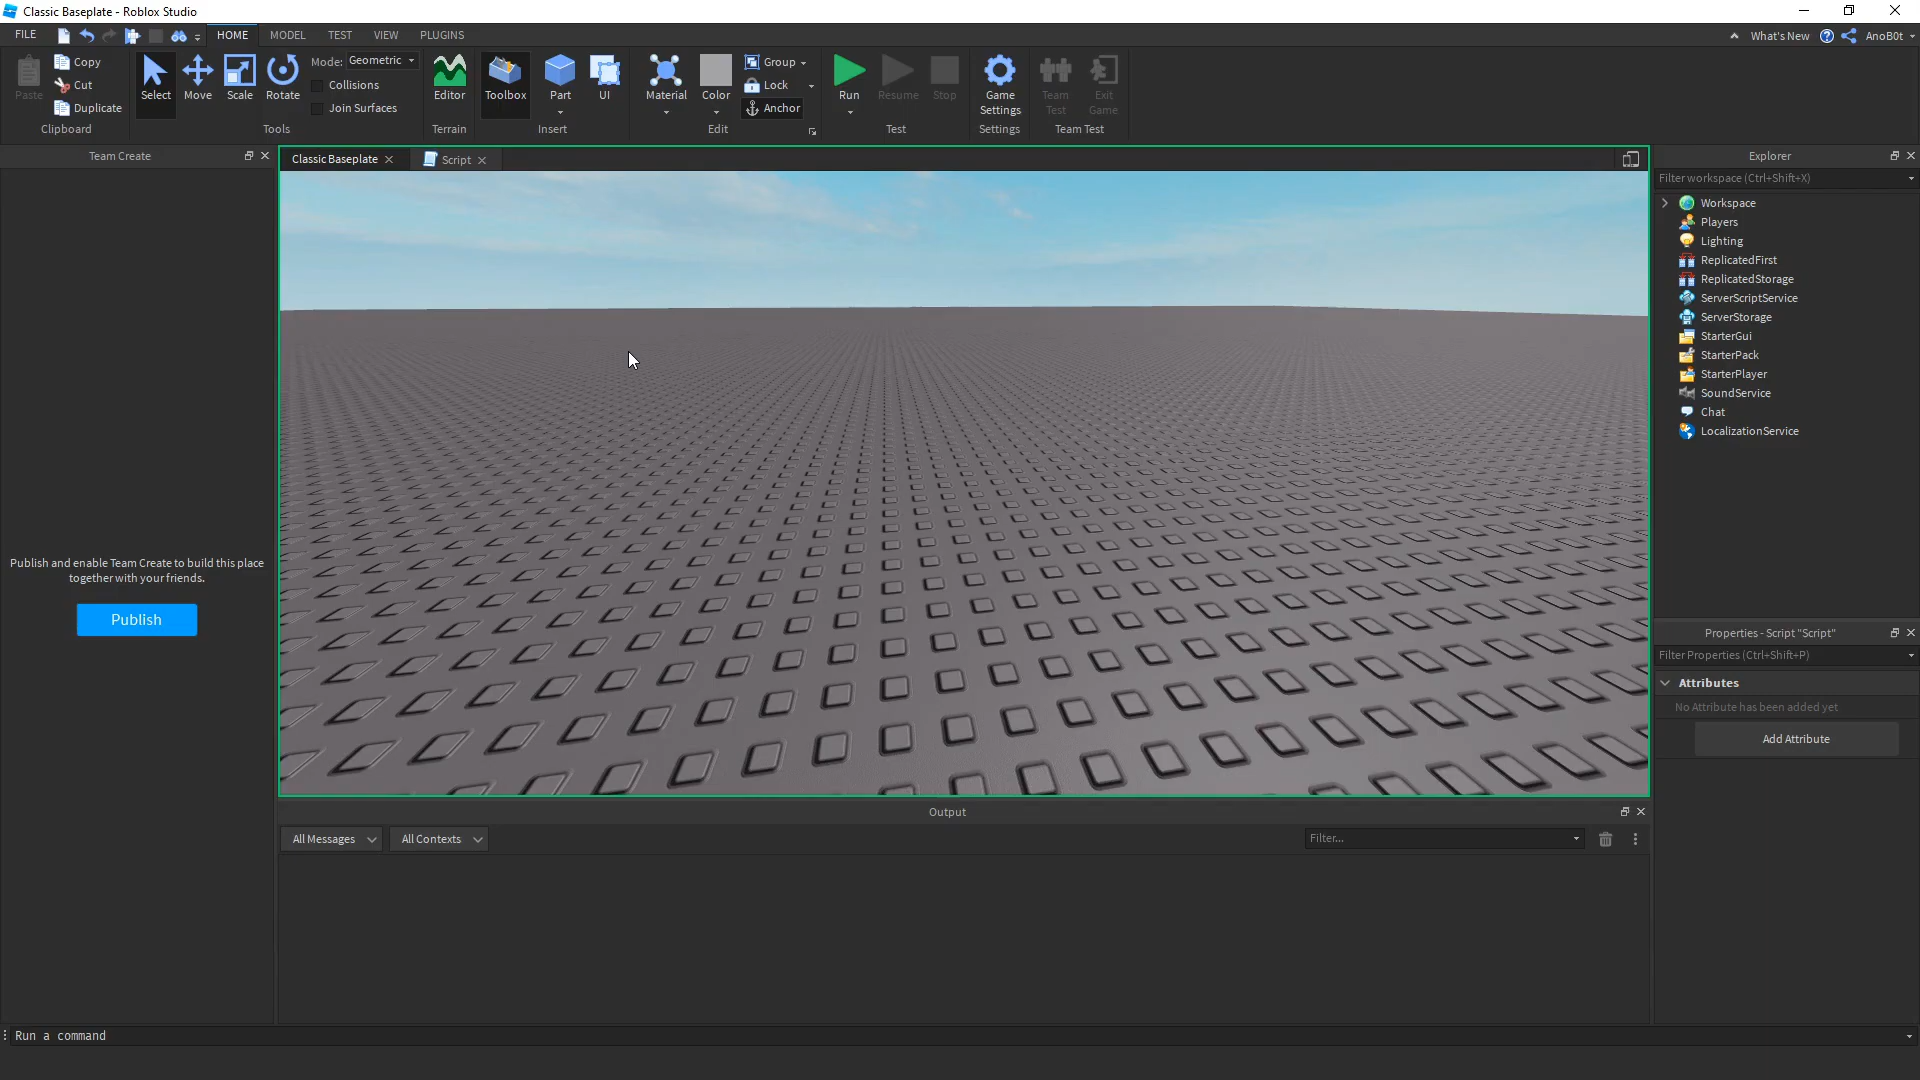 Classic Baseplate - Roblox Studio
FILE HOME MODEL TEST VIEW PLUGINS What's New AnoB0t
Paste
Copy
Cut
Duplicate
Clipboard
Select Move Scale Rotate
Mode: Geometric
Collisions
Join Surfaces
Tools
Editor
Terrain
Toolbox Part UI
Insert
Material Color
Group
Lock
Anchor
Edit
Run Resume Stop
Test
Game
Settings
Settings
Team
Test
Exit
Game
Team Test
Team Create
Publish and enable Team Create to build this place
together with your friends.
Publish
Classic Baseplate Script
Output
All Messages All Contexts Filter...
Explorer
Filter workspace (Ctrl+Shift+X)
Workspace
Players
Lighting
ReplicatedFirst
ReplicatedStorage
ServerScriptService
ServerStorage
StarterGui
StarterPack
StarterPlayer
SoundService
Chat
LocalizationService
Properties - Script "Script"
Filter Properties (Ctrl+Shift+P)
Attributes
No Attribute has been added yet
Add Attribute
Run a command